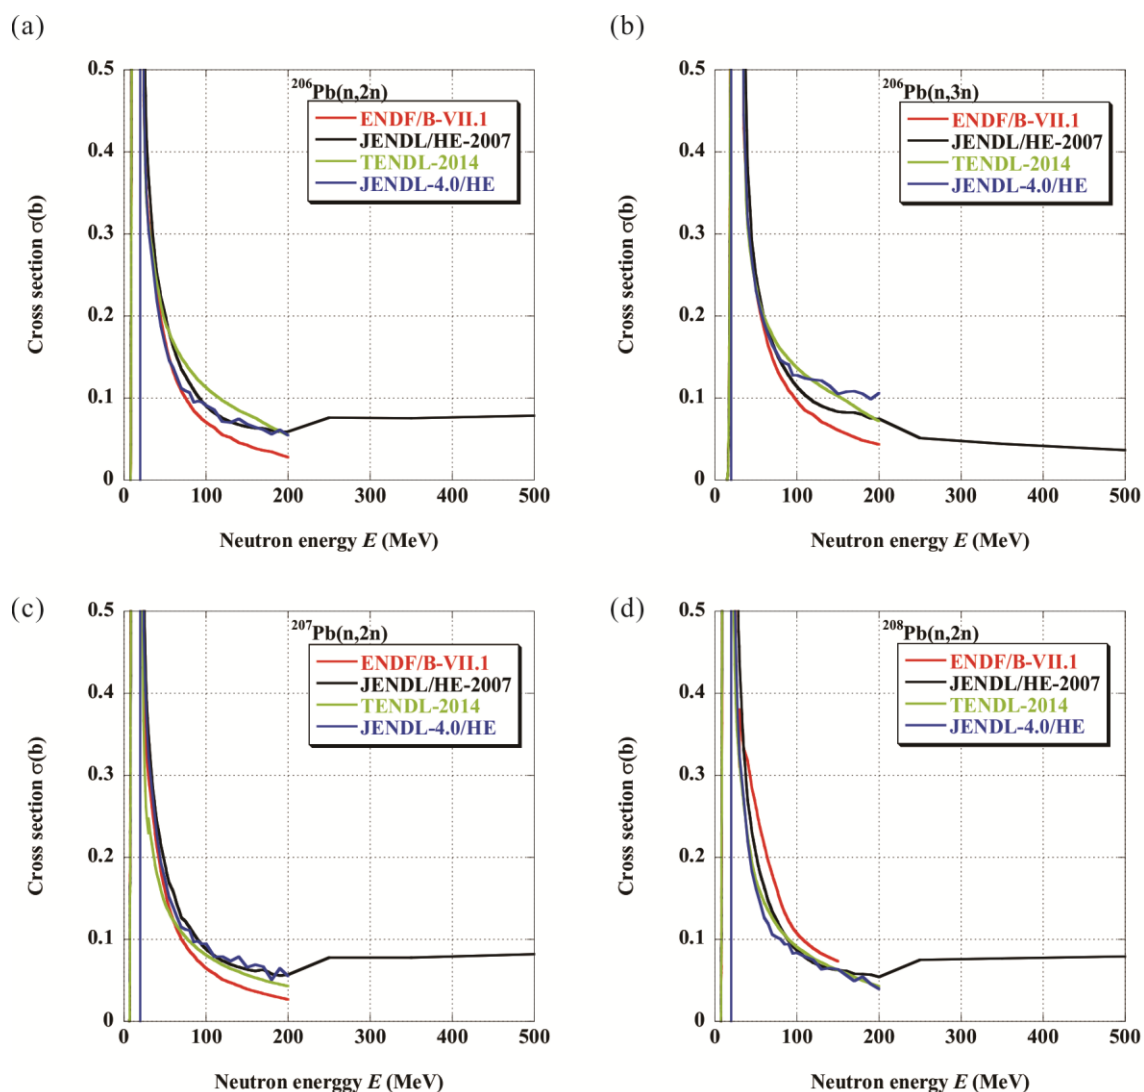 (a)
0.5
0.4
0.3
0.2
0.1
0
Cross section σ(b)
²⁰⁶Pb(n,2n)
ENDF/B-VII.1
JENDL/HE-2007
TENDL-2014
JENDL-4.0/HE
0 100 200 300 400 500
Neutron energy E (MeV)
(b)
0.5
0.4
0.3
0.2
0.1
0
Cross section σ(b)
²⁰⁶Pb(n,3n)
ENDF/B-VII.1
JENDL/HE-2007
TENDL-2014
JENDL-4.0/HE
0 100 200 300 400 500
Neutron energy E (MeV)
(c)
0.5
0.4
0.3
0.2
0.1
0
Cross section σ(b)
²⁰⁷Pb(n,2n)
ENDF/B-VII.1
JENDL/HE-2007
TENDL-2014
JENDL-4.0/HE
0 100 200 300 400 500
Neutron energgy E (MeV)
(d)
0.5
0.4
0.3
0.2
0.1
0
Cross section σ(b)
²⁰⁸Pb(n,2n)
ENDF/B-VII.1
JENDL/HE-2007
TENDL-2014
JENDL-4.0/HE
0 100 200 300 400 500
Neutron energy E (MeV)